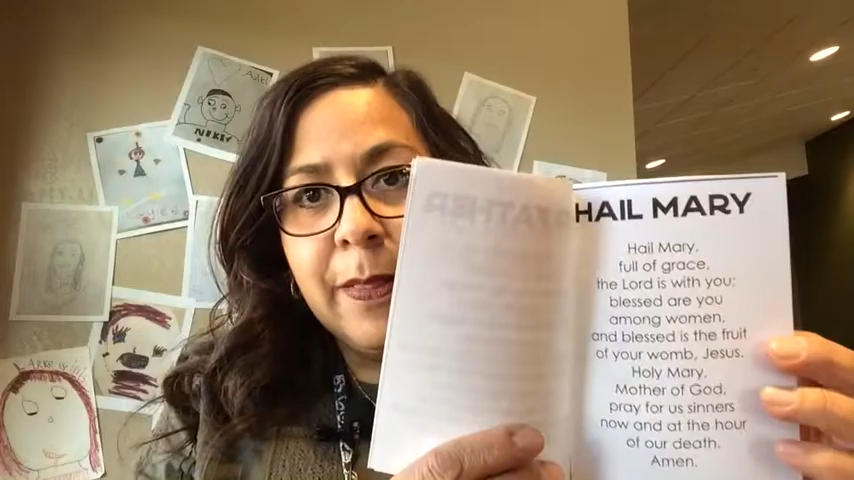 NEKEY
HAIL MARY
Hail Mary,
full of grace,
the Lord is with you;
blessed are you
among women,
and blessed is the fruit
of your womb, Jesus.
Holy Mary,
Mother of God,
pray for us sinners
now and at the hour
of our death.
Amen.